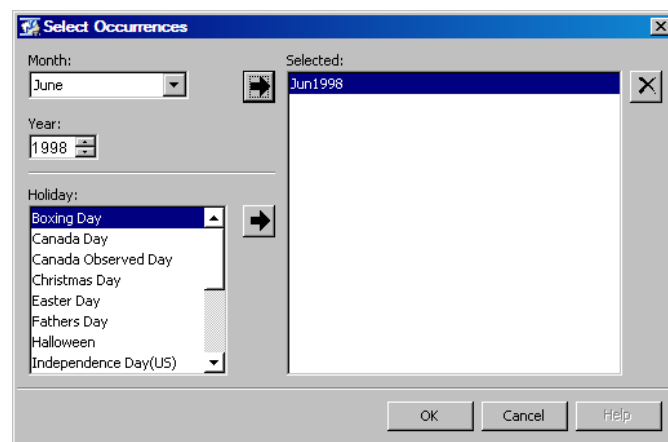 Select Occurrences
Month:
June
Year:
1998
Holiday:
Boxing Day
Canada Day
Canada Observed Day
Christmas Day
Easter Day
Fathers Day
Halloween
Independence Day(US)
Selected:
Jun1998
OK
Cancel
Help